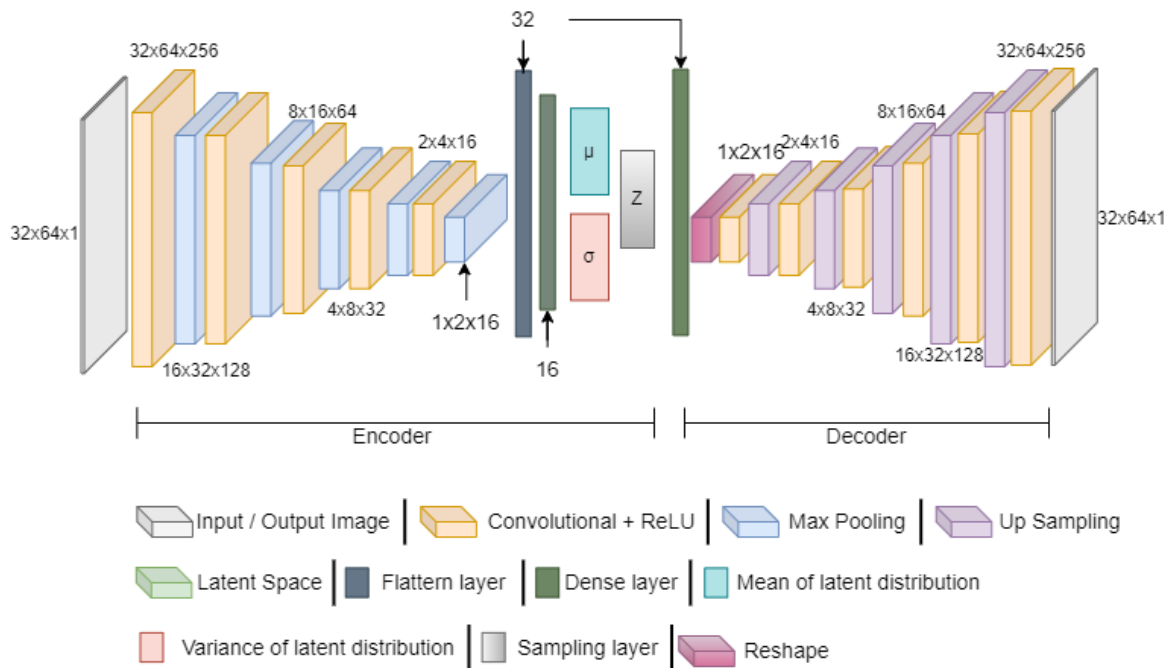 32
32x64x256
32x64x256
8x16x64
8x16x64
2x4x16
1x2x16
2x4x16
μ
Z
σ
32x64x1
32x64x1
4x8x32
4x8x32
1x2x16
16x32x128
16
16x32x128
Encoder
Decoder
Input / Output Image
Convolutional + ReLU
Max Pooling
Up Sampling
Latent Space
Flattern layer
Dense layer
Mean of latent distribution
Variance of latent distribution
Sampling layer
Reshape